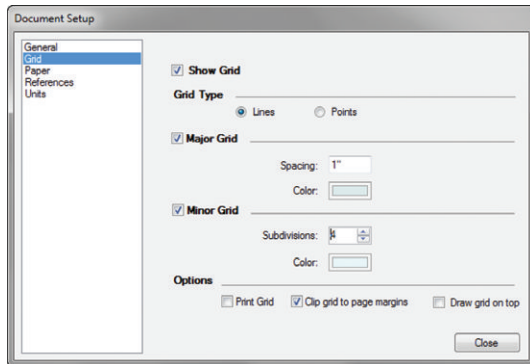 Document Setup
General
Grid
Paper
References
Units
Show Grid
Grid Type
Lines Points
Major Grid
Spacing: 1"
Color:
Minor Grid
Subdivisions: 4
Color:
Options
Print Grid Clip grid to page margins Draw grid on top
Close